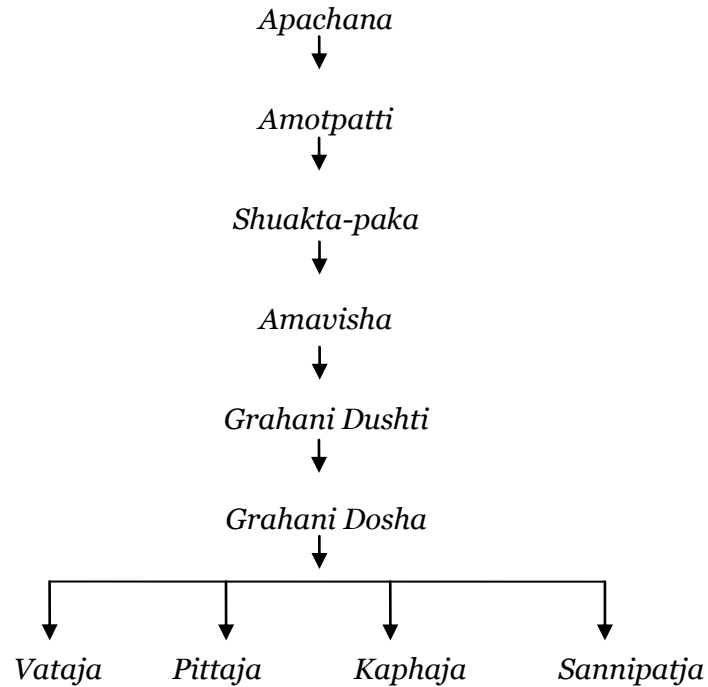 Apachana
Amotpatti
Shuakta-paka
Amavisha
Grahani Dushti
Grahani Dosha
Vataja Pittaja Kaphaja Sannipatja